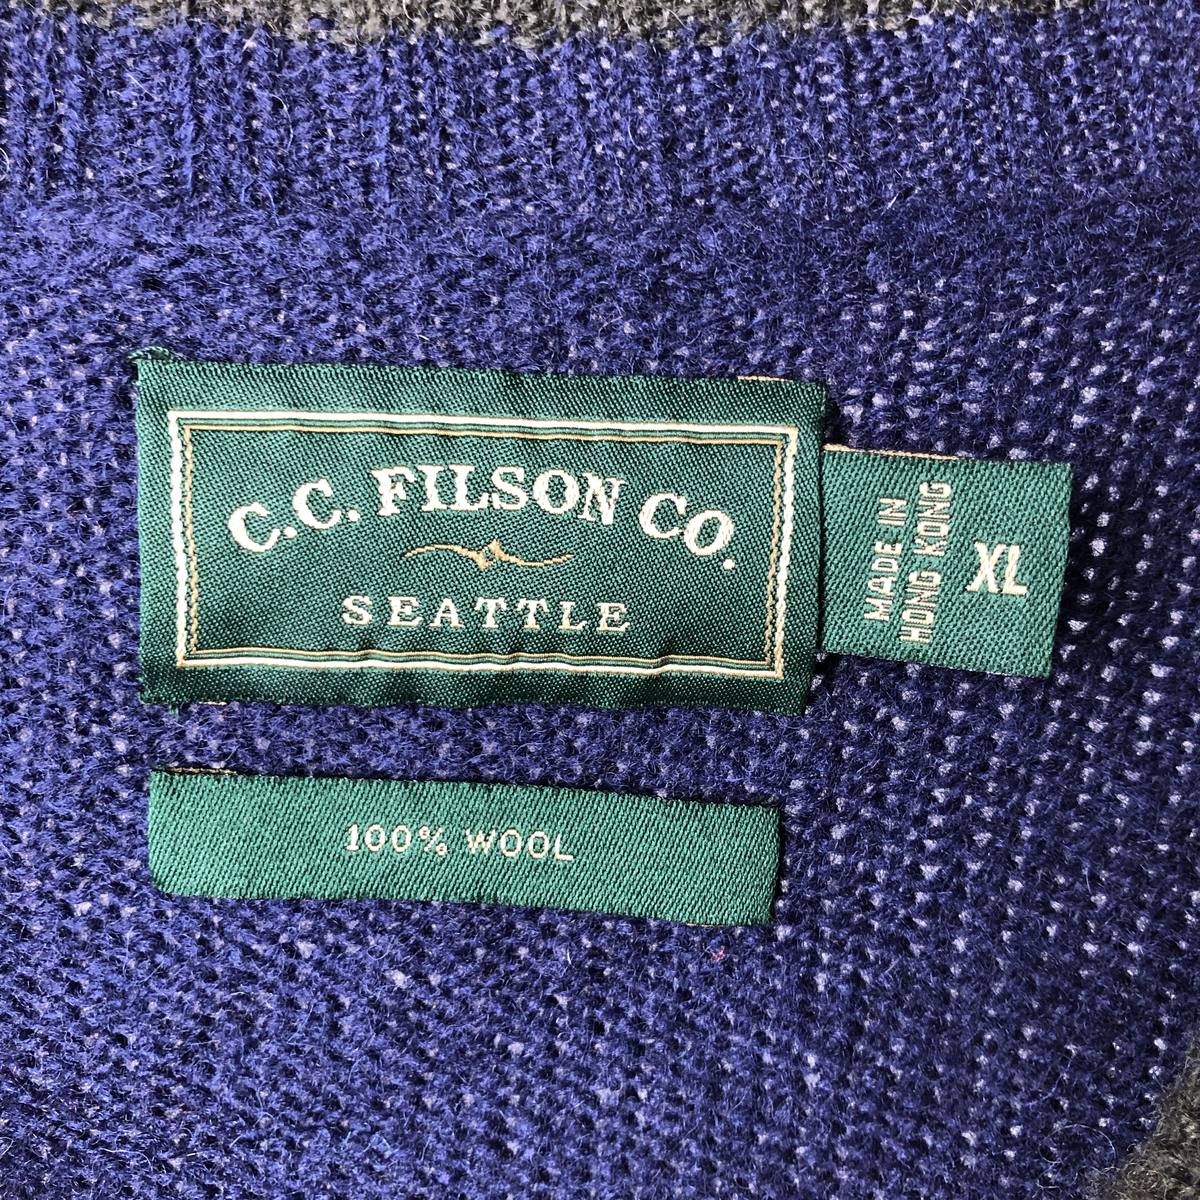 C.C. FILSON CO.
SEATTLE
MADE IN
HONG KONG
XL
100% WOOL